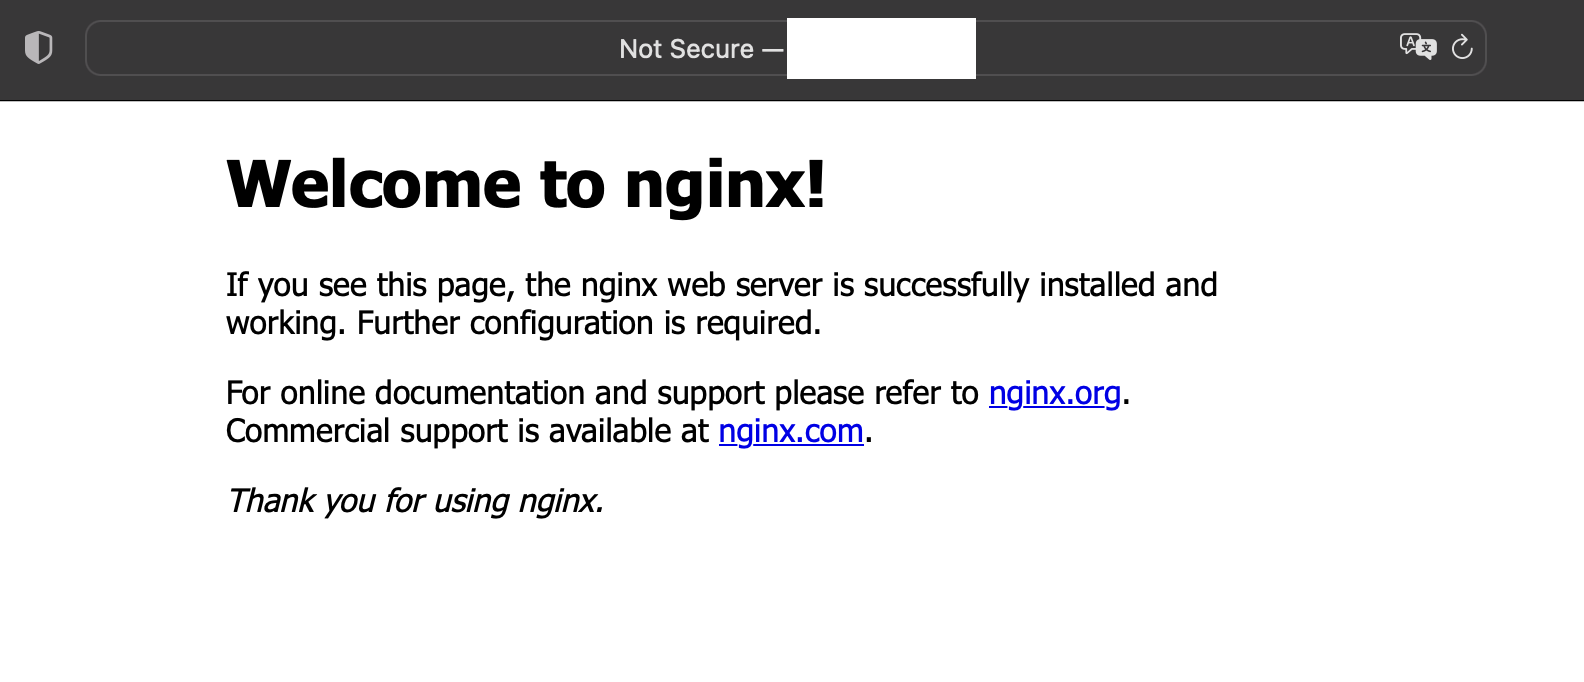 Not Secure —
Welcome to nginx!
If you see this page, the nginx web server is successfully installed and
working. Further configuration is required.
For online documentation and support please refer to nginx.org.
Commercial support is available at nginx.com.
Thank you for using nginx.